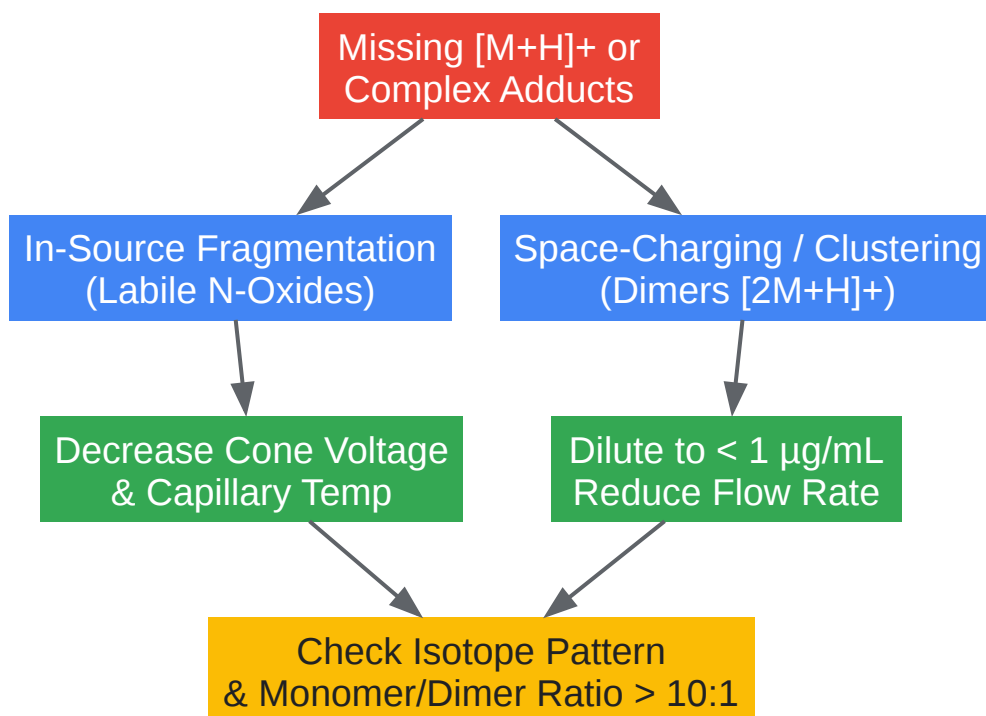 Missing [M+H]+ or
Complex Adducts
In-Source Fragmentation
(Labile N-Oxides)
Space-Charging / Clustering
(Dimers [2M+H]+)
Decrease Cone Voltage
& Capillary Temp
Dilute to < 1 µg/mL
Reduce Flow Rate
Check Isotope Pattern
& Monomer/Dimer Ratio > 10:1